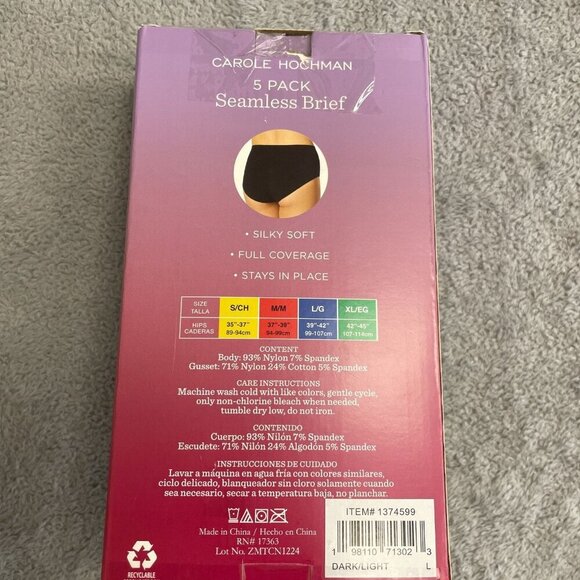 CAROLE HOCHMAN
5 PACK
Seamless Brief
• SILKY SOFT
• FULL COVERAGE
• STAYS IN PLACE
SIZE TALLA S/CH M/M L/G XL/EG
HIPS CADERAS 35"-37" 89-94cm 37"-39" 94-99cm 39"-42" 99-107cm 42"-45" 107-114cm
CONTENT
Body: 93% Nylon 7% Spandex
Gusset: 71% Nylon 24% Cotton 5% Spandex
CARE INSTRUCTIONS
Machine wash cold with like colors, gentle cycle,
only non-chlorine bleach when needed,
tumble dry low, do not iron.
CONTENIDO
Cuerpo: 93% Nilón 7% Spandex
Escudete: 71% Nilón 24% Algodón 5% Spandex
INSTRUCCIONES DE CUIDADO
Lavar a máquina en agua fría con colores similares,
ciclo delicado, blanqueador sin cloro solamente cuando
sea necesario, secar a temperatura baja, no planchar.
Made in China / Hecho en China
RN# 17363
Lot No. ZMTCN1224
RECYCLABLE
ITEM# 1374599
1 98110 71302 3
DARK/LIGHT L